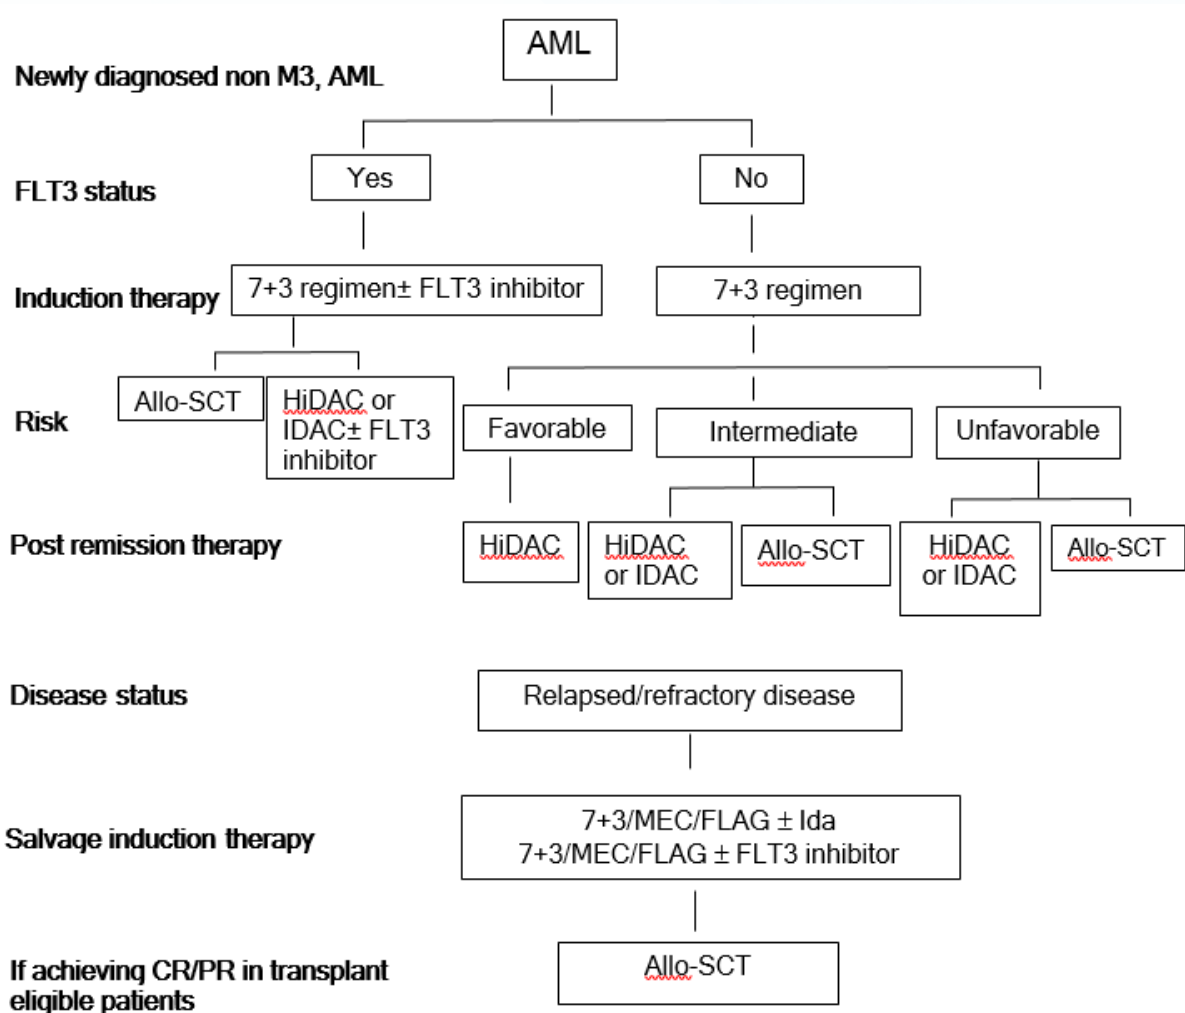 AML
Newly diagnosed non M3, AML
FLT3 status
Yes
No
Induction therapy
7+3 regimen± FLT3 inhibitor
7+3 regimen
Risk
Allo-SCT
HiDAC or
IDAC± FLT3
inhibitor
Favorable
Intermediate
Unfavorable
Post remission therapy
HiDAC
HiDAC
or IDAC
Allo-SCT
HiDAC
or IDAC
Allo-SCT
Disease status
Relapsed/refractory disease
Salvage induction therapy
7+3/MEC/FLAG ± Ida
7+3/MEC/FLAG ± FLT3 inhibitor
If achieving CR/PR in transplant
eligible patients
Allo-SCT